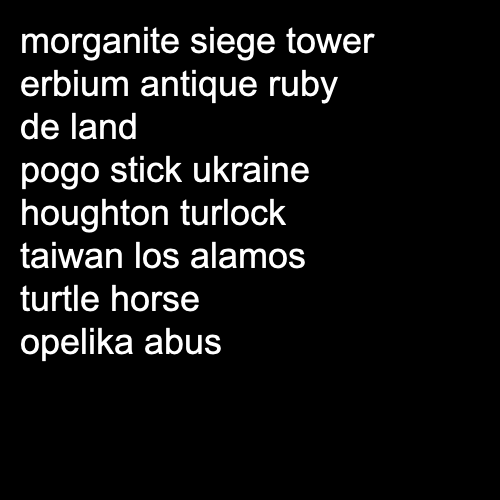 morganite siege tower
erbium antique ruby
de land
pogo stick ukraine
houghton turlock
taiwan los alamos
turtle horse
opelika abus